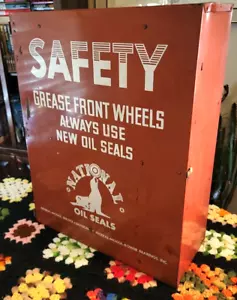 SAFETY
GREASE FRONT WHEELS
ALWAYS USE
NEW OIL SEALS
NATIONAL
OIL SEALS